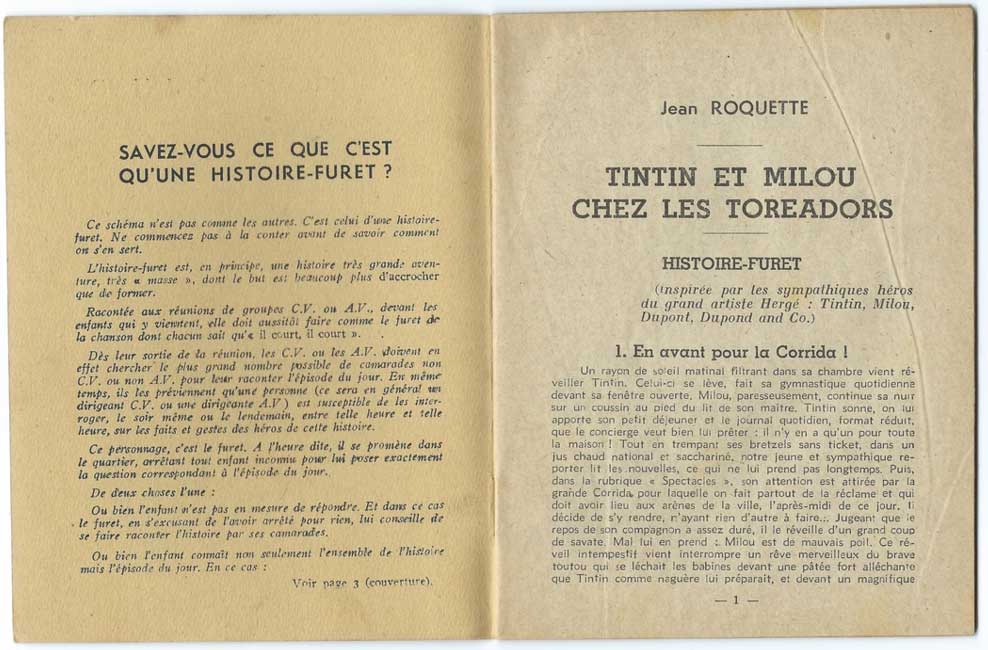 SAVEZ-VOUS CE QUE C'EST
QU'UNE HISTOIRE-FURET ?
Ce schéma n'est pas comme les autres. C'est celui d'une histoire-
furet. Ne commencez pas à la conter avant de savoir comment
on s'en sert.
L'histoire-furet est, en principe, une histoire très grande aven-
ture, très « masse », dont le but est beaucoup plus d'accrocher
que de former.
Racontée aux réunions de groupes C.V. ou A.V., devant les
enfants qui y viennent, elle doit aussitôt faire comme le furet de
la chanson dont chacun sait qu'« il court, il court ».
Dès leur sortie de la réunion, les C.V. ou les A.V. doivent en
effet chercher le plus grand nombre possible de camarades non
C.V. ou non A.V. pour leur raconter l'épisode du jour. En même
temps, ils les préviennent qu'une personne (ce sera en général un
dirigeant C.V. ou une dirigeante A.V.) est susceptible de les inter-
roger, le soir même ou le lendemain, entre telle heure et telle
heure, sur les faits et gestes des héros de cette histoire.
Ce personnage, c'est le furet. A l'heure dite, il se promène dans
le quartier, arrêtant tout enfant inconnu pour lui poser exactement
la question correspondant à l'épisode du jour.
De deux choses l'une :
Ou bien l'enfant n'est pas en mesure de répondre. Et dans ce cas
le furet, en s'excusant de l'avoir arrêté pour rien, lui conseille de
se faire raconter l'histoire par ses camarades.
Ou bien l'enfant connaît non seulement l'ensemble de l'histoire
mais l'épisode du jour. En ce cas :
Voir page 3 (couverture).
Jean ROQUETTE
TINTIN ET MILOU
CHEZ LES TOREADORS
HISTOIRE-FURET
(Inspirée par les sympathiques héros
du grand artiste Hergé : Tintin, Milou,
Dupont, Dupond and Co.)
1. En avant pour la Corrida !
Un rayon de soleil matinal filtrant dans sa chambre vient ré-
veiller Tintin. Celui-ci se lève, fait sa gymnastique quotidienne
devant sa fenêtre ouverte, Milou, paresseusement, continue sa nuit
sur un coussin au pied du lit de son maître. Tintin sonne, on lui
apporte son petit déjeuner et le journal quotidien, format réduit,
que le concierge veut bien lui prêter : il n'y en a qu'un pour toute
la maison ! Tout en trempant ses bretzels sans ticket, dans un
jus chaud national et sacchariné, notre jeune et sympathique re-
porter lit les nouvelles, ce qui ne lui prend pas longtemps. Puis,
dans la rubrique « Spectacles », son attention est attirée par la
grande Corrida pour laquelle on fait partout de la réclame et qui
doit avoir lieu aux arènes de la ville, l'après-midi de ce jour. Il
décide de s'y rendre, n'ayant rien d'autre à faire... Jugeant que le
repos de son compagnon a assez duré, il le réveille d'un grand coup
de savate. Mal lui en prend : Milou est de mauvais poil. Ce ré-
veil intempestif vient interrompre un rêve merveilleux du brave
toutou qui se léchait les babines devant une pâtée fort alléchante
que Tintin comme naguère lui préparait, et devant un magnifique
— 1 —